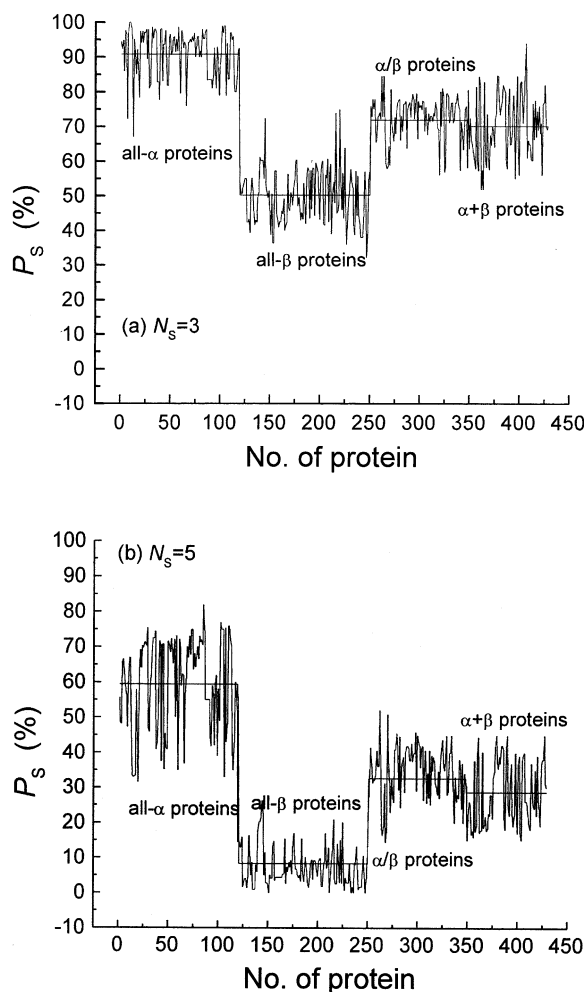 100
90
80
70
60
50
40
30
20
10
0
-10
P_S (%)
α/β proteins
all-α proteins
α+β proteins
all-β proteins
(a) N_S=3
0 50 100 150 200 250 300 350 400 450
No. of protein
100
90
80
70
60
50
40
30
20
10
0
-10
P_S (%)
(b) N_S=5
α+β proteins
all-α proteins
all-β proteins
α/β proteins
0 50 100 150 200 250 300 350 400 450
No. of protein